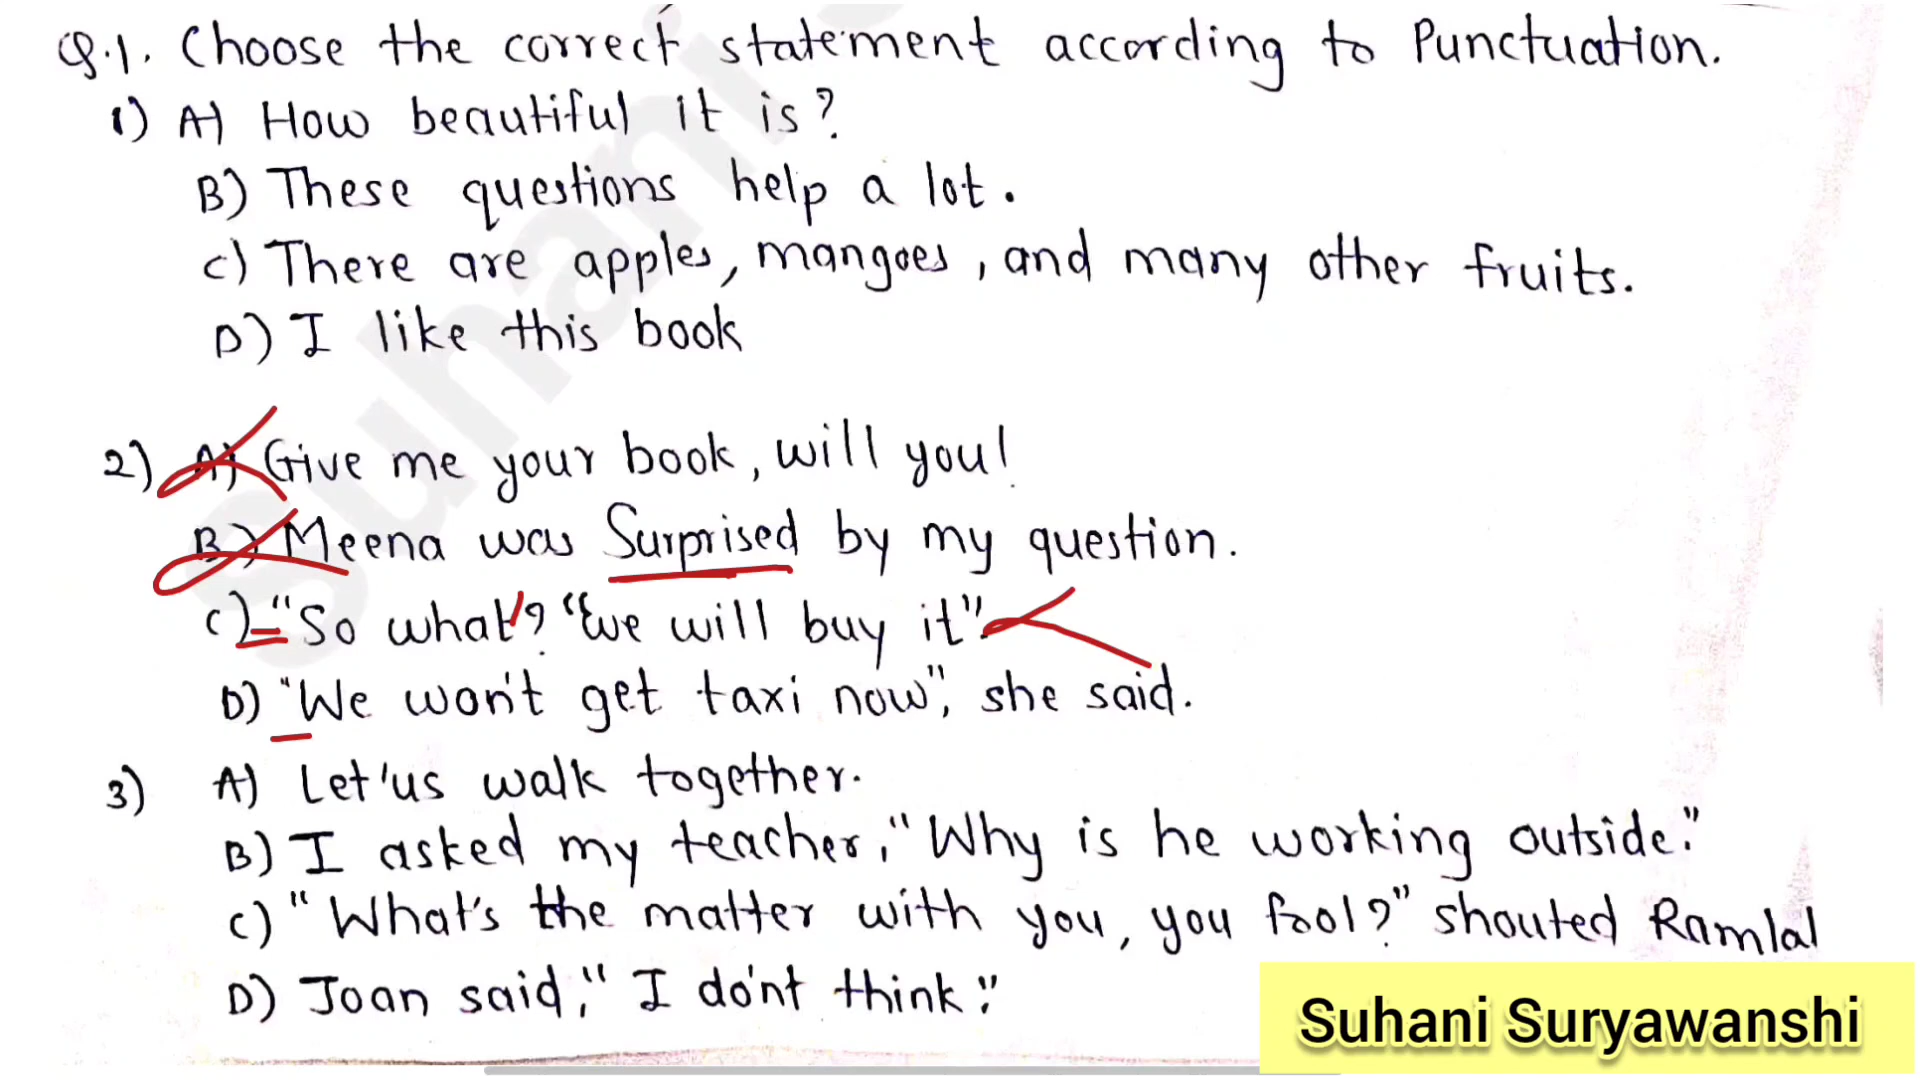 Q.1. Choose the correct statement according to Punctuation.
1) A) How beautiful it is?
B) These questions help a lot.
C) There are apples, mangoes, and many other fruits.
D) I like this book
2) A) Give me your book, will you!
B) Meena was Surprised by my question.
C) "So what'? "we will buy it".
D) "We won't get taxi now", she said.
3) A) Let'us walk together.
B) I asked my teacher, "Why is he working outside."
C) "What's the matter with you, you fool?" shouted Ramlal
D) Joan said, " I don't think."
Suhani Suryawanshi
Suhani S